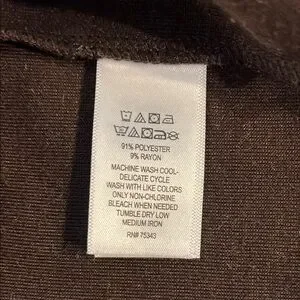 91% POLYESTER
9% RAYON
MACHINE WASH COOL-
DELICATE CYCLE
WASH WITH LIKE COLORS
ONLY NON-CHLORINE
BLEACH WHEN NEEDED
TUMBLE DRY LOW
MEDIUM IRON
RN# 75343